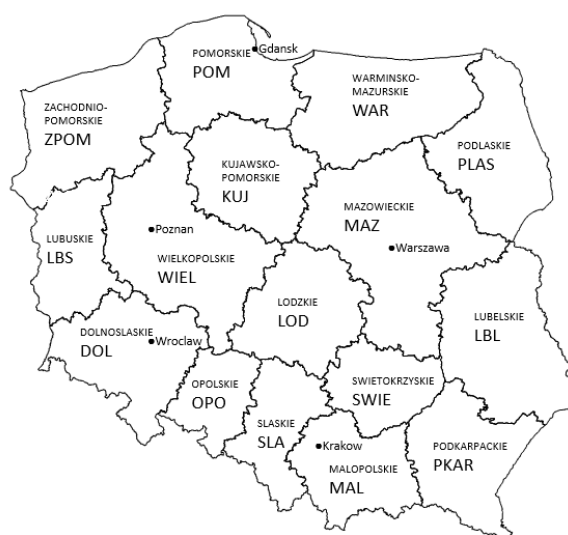 Gdansk
POMORSKIE
POM
WARMINSKO-
MAZURSKIE
WAR
ZACHODNIO-
POMORSKIE
ZPOM
PODLASKIE
PLAS
KUJAWSKO-
POMORSKIE
KUJ
MAZOWIECKIE
MAZ
Poznan
LUBUSKIE
LBS
Warszawa
WIELKOPOLSKIE
WIEL
LODZKIE
LOD
LUBELSKIE
LBL
DOLNOSLASKIE
DOL
Wroclaw
OPOLSKIE
OPO
SWIETOKRZYSKIE
SWIE
SLASKIE
SLA
Krakow
PODKARPACKIE
PKAR
MALOPOLSKIE
MAL